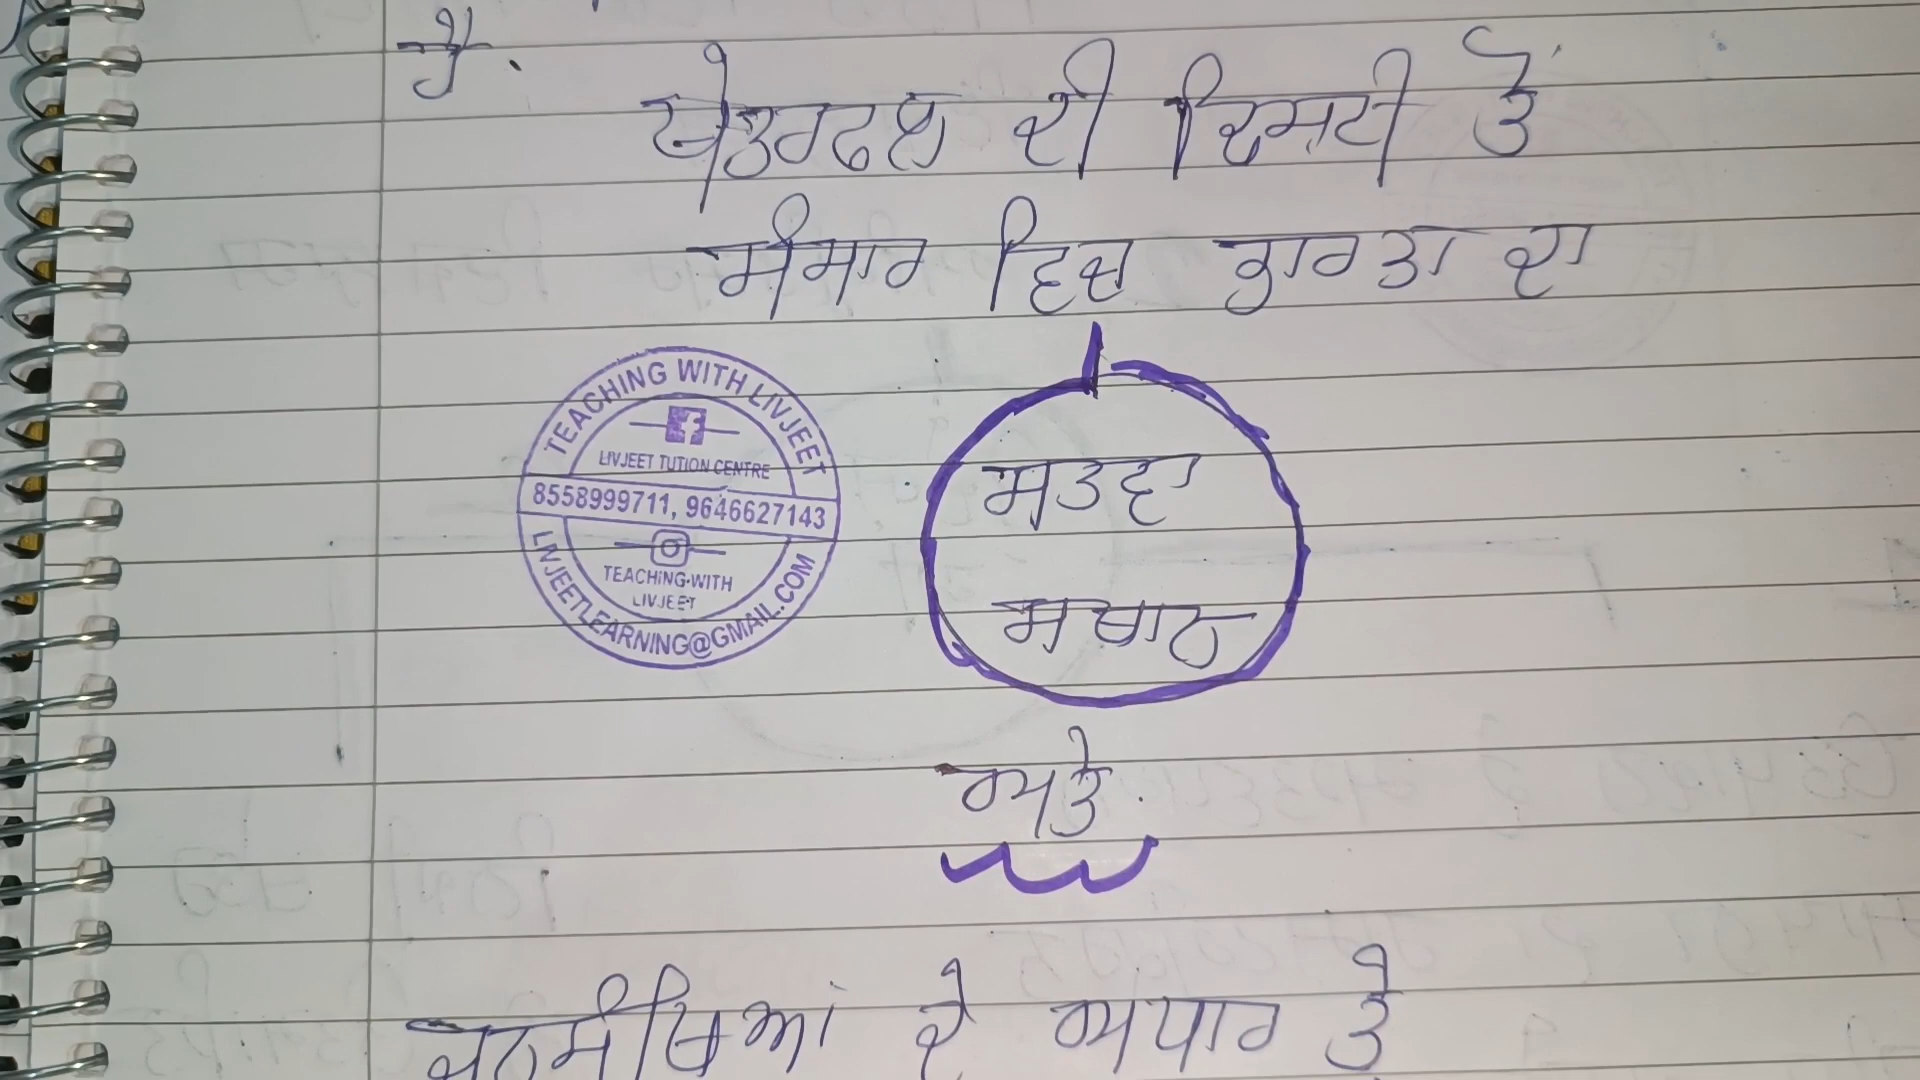 ਹੈ.
ਖੇਤਰਫਲ ਦੀ ਦ੍ਰਿਸ਼ਟੀ ਤੋਂ
ਸੰਸਾਰ ਵਿਚ ਭਾਰਤ ਦਾ
TEACHING WITH LIVJEET
LIVJEET TUTION CENTRE
8558999711, 9646627143
TEACHING-WITH
LIVJEET
LIVJEETLEARNING@GMAIL.COM
ਸਤਵਾ
ਸਥਾਨ
ਅਤੇ
ਜਨਸੰਖਿਆ ਦੇ ਅਧਾਰ ਤੇ